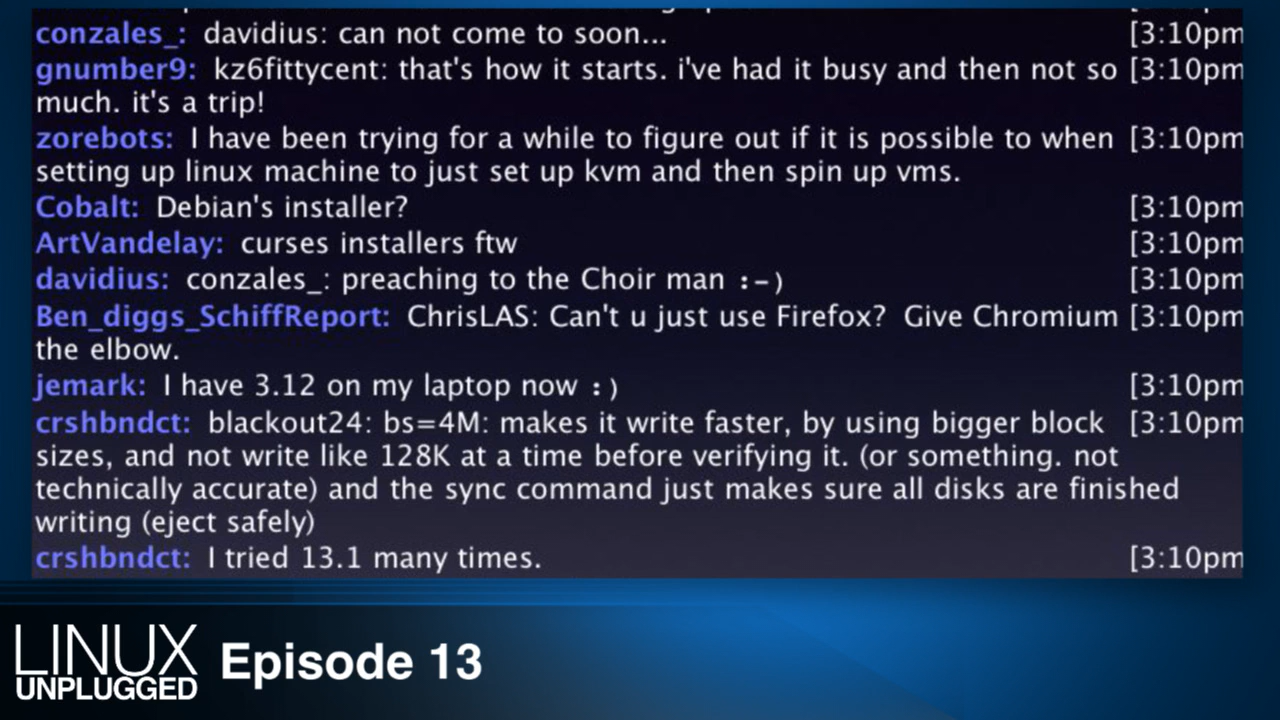 conzales_: davidius: can not come to soon... [3:10pm
gnumber9: kz6fittycent: that's how it starts. i've had it busy and then not so [3:10pm
much. it's a trip!
zorebots: I have been trying for a while to figure out if it is possible to when [3:10pm
setting up linux machine to just set up kvm and then spin up vms.
Cobalt: Debian's installer? [3:10pm
ArtVandelay: curses installers ftw [3:10pm
davidius: conzales_: preaching to the Choir man :-) [3:10pm
Ben_diggs_SchiffReport: ChrisLAS: Can't u just use Firefox? Give Chromium [3:10pm
the elbow.
jemark: I have 3.12 on my laptop now :) [3:10pm
crshbndct: blackout24: bs=4M: makes it write faster, by using bigger block [3:10pm
sizes, and not write like 128K at a time before verifying it. (or something. not
technically accurate) and the sync command just makes sure all disks are finished
writing (eject safely)
crshbndct: I tried 13.1 many times. [3:10pm
LINUX
UNPLUGGED
Episode 13